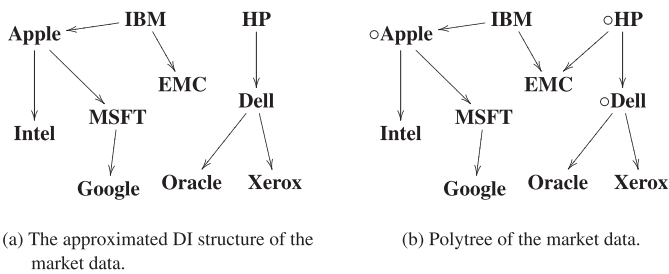 IBM HP
Apple
EMC
Dell
MSFT
Intel
Google Oracle Xerox
(a) The approximated DI structure of the
market data.
IBM ○HP
○Apple
EMC
○Dell
MSFT
Intel
Google Oracle Xerox
(b) Polytree of the market data.